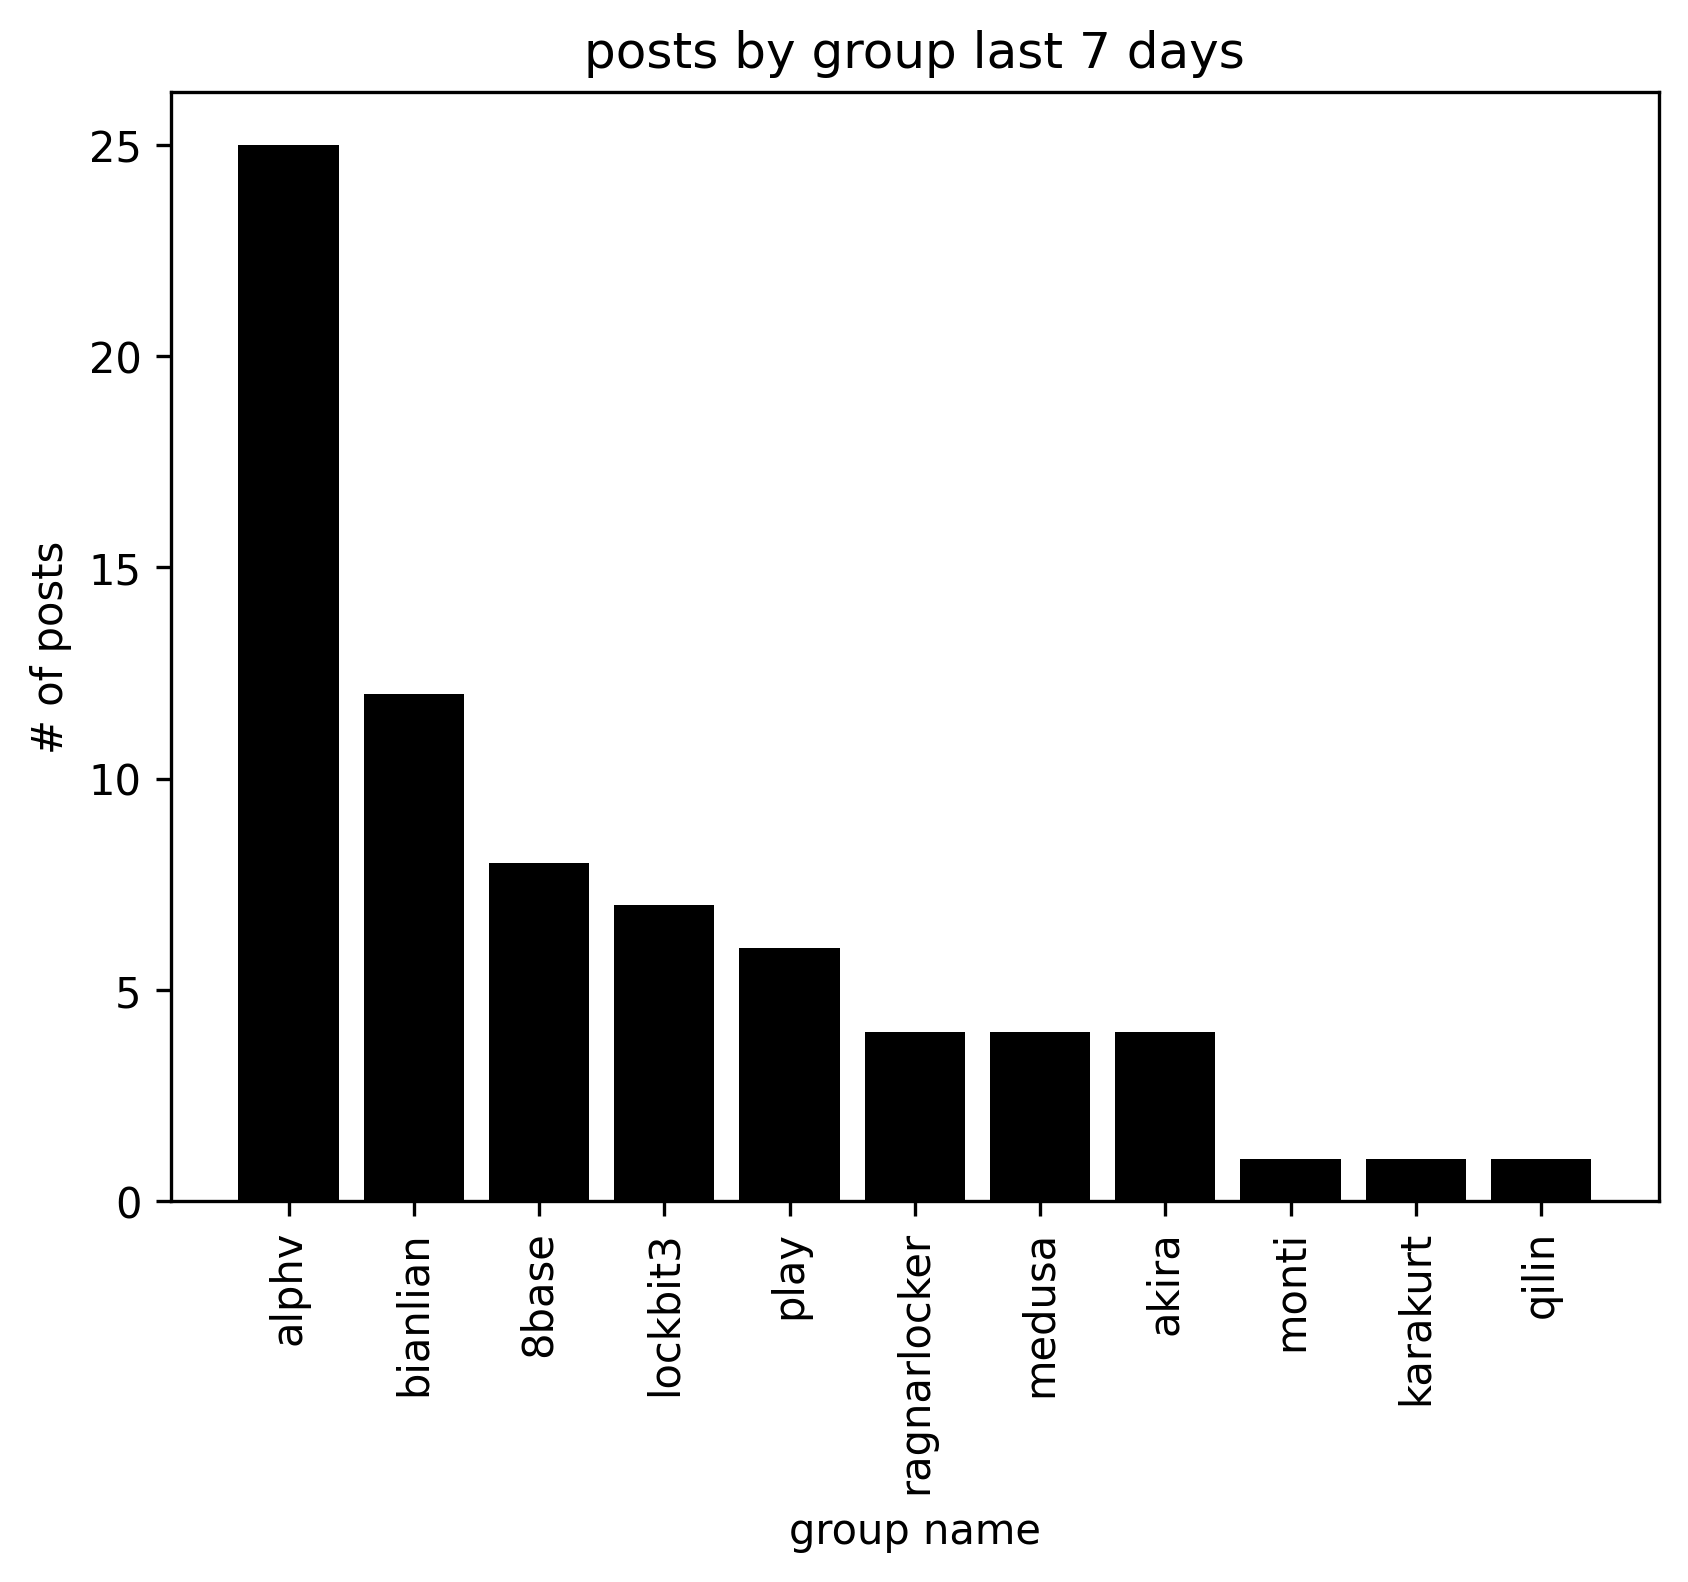 posts by group last 7 days
25
20
15
10
5
0
# of posts
alphv
bianlian
8base
lockbit3
play
ragnarlocker
medusa
akira
monti
karakurt
qilin
group name